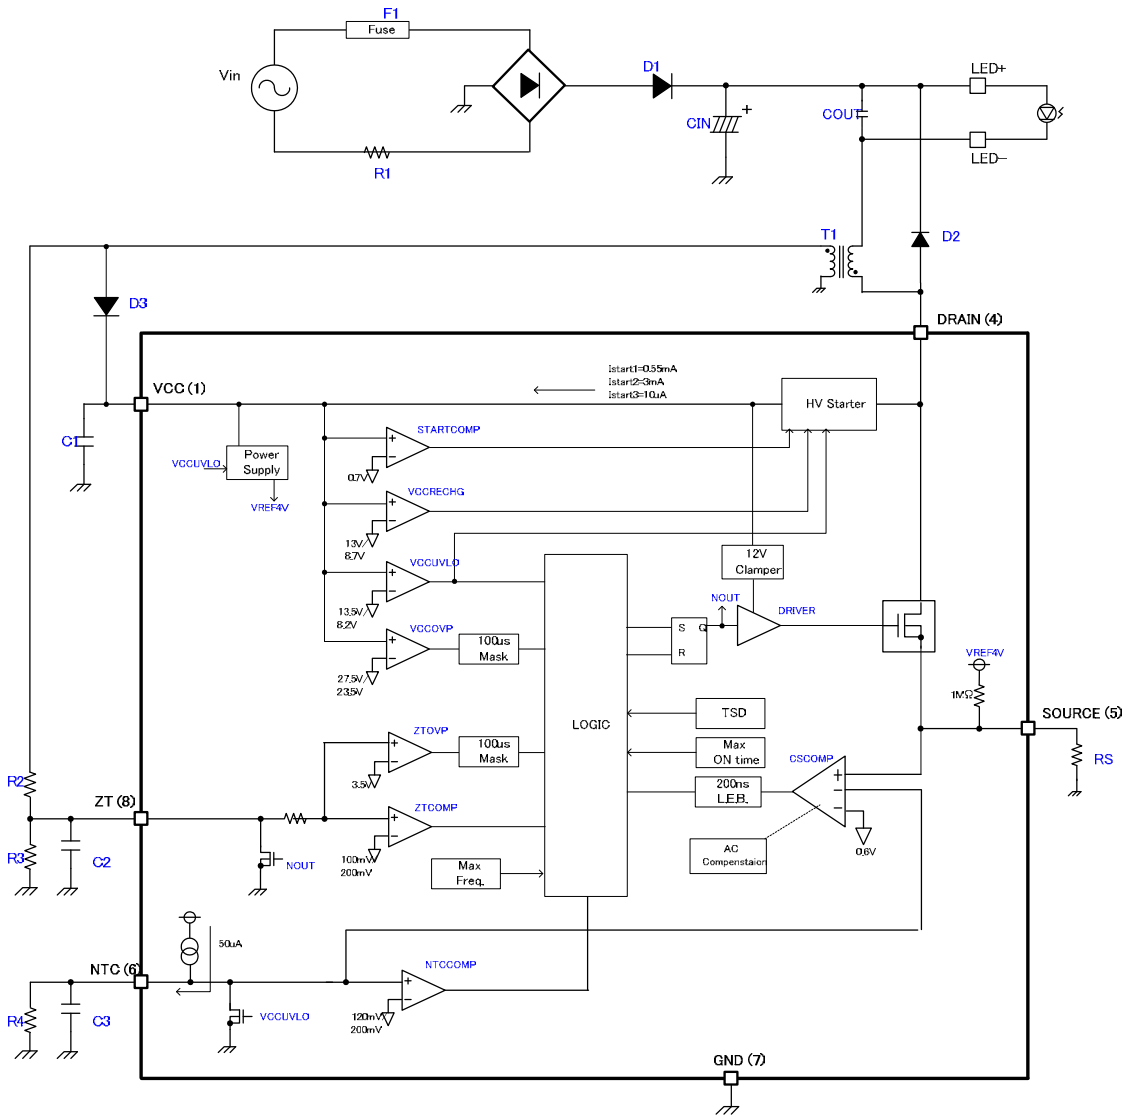 F1
Fuse
Vin
R1
D1
CIN
+
COUT
LED+
LED−
T1
D2
D3
DRAIN (4)
VCC (1)
Istart1=0.55mA
Istart2=3mA
Istart3=10uA
HV Starter
C1
VCCUVLO
Power
Supply
VREF4V
STARTCOMP
+
−
0.7V
VCCRECHG
+
−
13V/
8.7V
VCCUVLO
+
−
13.5V/
8.2V
VCCOVP
+
−
27.5V/
23.5V
100us
Mask
12V
Clamper
NOUT
DRIVER
S
Q
R
VREF4V
1MΩ
SOURCE (5)
RS
LOGIC
TSD
Max
ON time
200ns
L.E.B.
CSCOMP
+
−
−
0.6V
AC
Compenstaion
ZTOVP
+
−
3.5V
100us
Mask
R2
ZT (8)
R3
C2
NOUT
ZTCOMP
+
−
100mV/
200mV
Max
Freq.
50uA
NTC (6)
R4
C3
VCCUVLO
NTCCOMP
+
−
120mV/
200mV
GND (7)